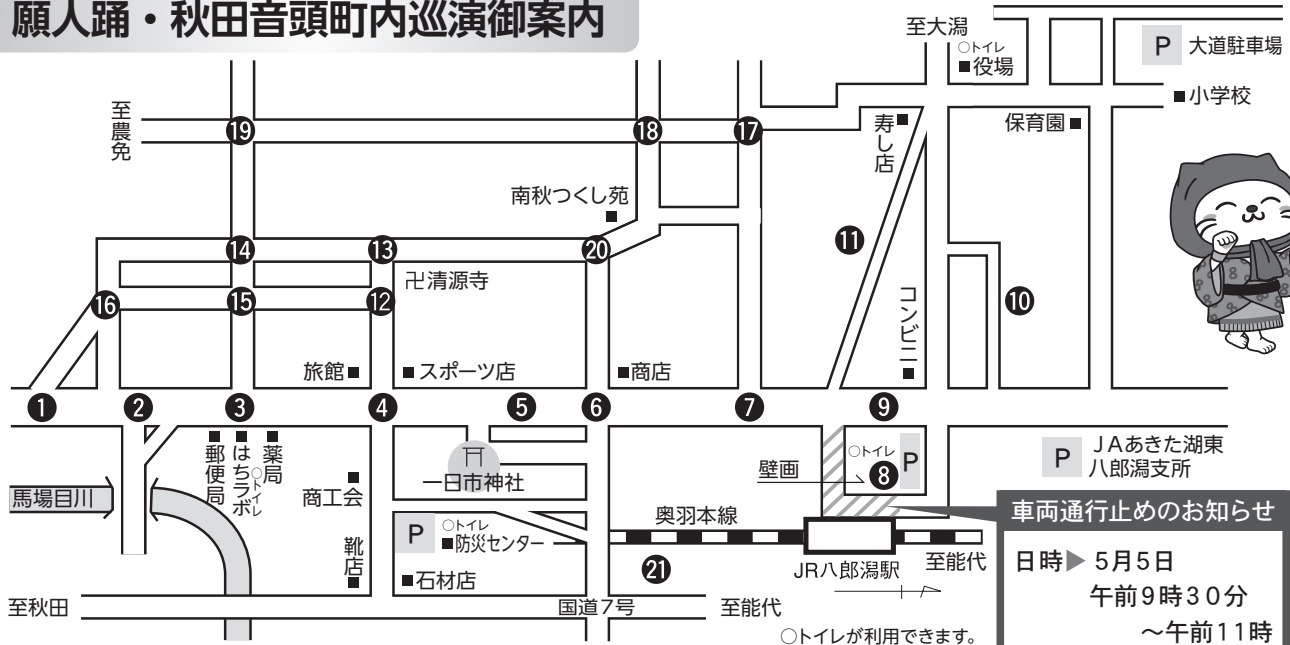 願人踊・秋田音頭町内巡演御案内
至大潟
○トイレ
■役場
P 大道駐車場
■小学校
至農免
⑲
⑱
⑰
寿し店■
保育園■
南秋つくし苑
■
⑭
⑬
⑳
⑪
卍清源寺
⑯
⑮
⑫
⑩
コンビニ
■
旅館■
■スポーツ店
■商店
①
②
③
④
⑤
⑥
⑦
⑨
■郵便局
■はちラボ
○トイレ
■薬局
商工会
■
一日市神社
壁画
○トイレ
⑧
P
P JAあきた湖東
八郎潟支所
馬場目川
P
○トイレ
■防災センター
奥羽本線
㉑
JR八郎潟駅
至能代
靴店
■
■石材店
至秋田
国道7号
至能代
○トイレが利用できます。
車両通行止めのお知らせ
日時▶ 5月5日
午前9時30分
～午前11時